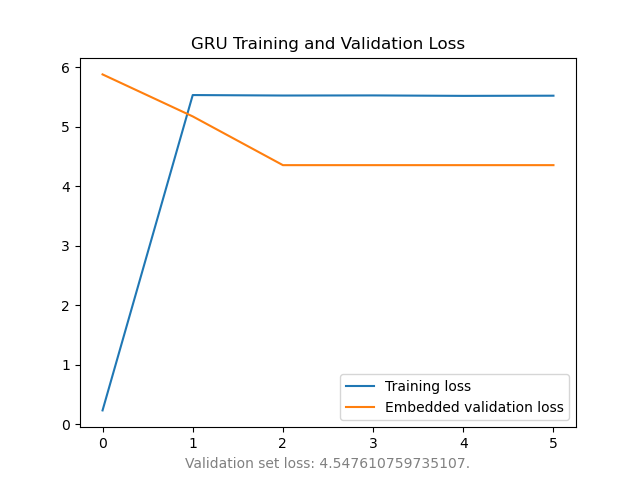 GRU Training and Validation Loss
6
5
4
3
2
1
0
Training loss
Embedded validation loss
0 1 2 3 4 5
Validation set loss: 4.547610759735107.